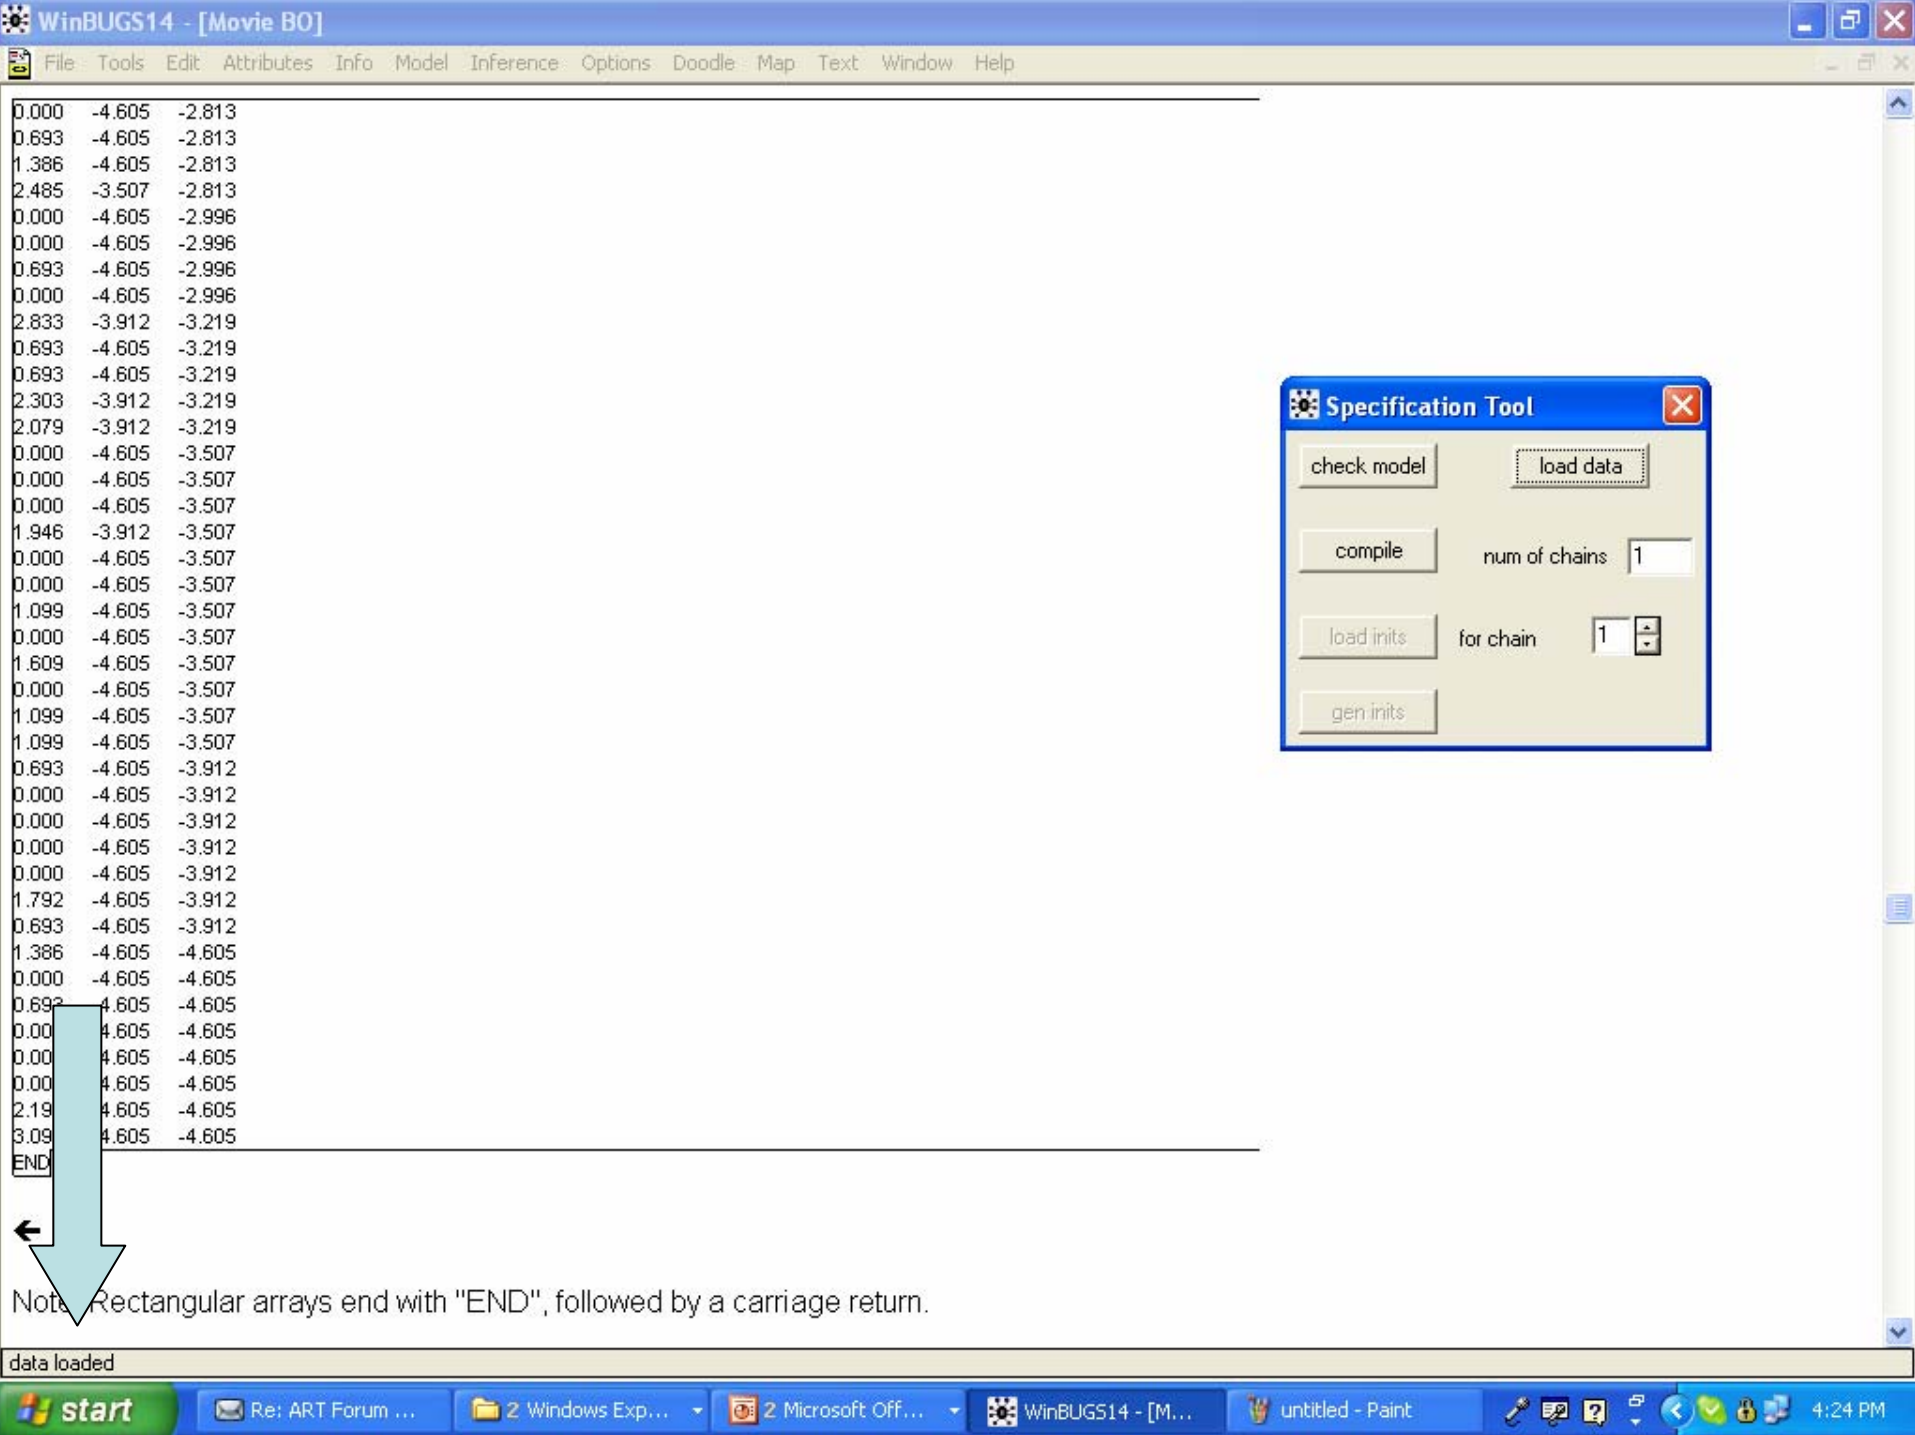 WinBUGS14 - [Movie BO]
File Tools Edit Attributes Info Model Inference Options Doodle Map Text Window Help
0.000 -4.605 -2.813
0.693 -4.605 -2.813
1.386 -4.605 -2.813
2.485 -3.507 -2.813
0.000 -4.605 -2.996
0.000 -4.605 -2.996
0.693 -4.605 -2.996
0.000 -4.605 -2.996
2.833 -3.912 -3.219
0.693 -4.605 -3.219
0.693 -4.605 -3.219
2.303 -3.912 -3.219
2.079 -3.912 -3.219
0.000 -4.605 -3.507
0.000 -4.605 -3.507
0.000 -4.605 -3.507
1.946 -3.912 -3.507
0.000 -4.605 -3.507
0.000 -4.605 -3.507
1.099 -4.605 -3.507
0.000 -4.605 -3.507
1.609 -4.605 -3.507
0.000 -4.605 -3.507
1.099 -4.605 -3.507
1.099 -4.605 -3.507
0.693 -4.605 -3.912
0.000 -4.605 -3.912
0.000 -4.605 -3.912
0.000 -4.605 -3.912
0.000 -4.605 -3.912
1.792 -4.605 -3.912
0.693 -4.605 -3.912
1.386 -4.605 -4.605
0.000 -4.605 -4.605
0.693 4.605 -4.605
0.00 4.605 -4.605
0.00 4.605 -4.605
0.00 4.605 -4.605
2.19 4.605 -4.605
3.09 4.605 -4.605
END
Note Rectangular arrays end with "END", followed by a carriage return.
Specification Tool
check model load data
compile num of chains 1
load inits for chain 1
gen inits
data loaded
start Re: ART Forum ... 2 Windows Exp... 2 Microsoft Off... WinBUGS14 - [M... untitled - Paint 4:24 PM